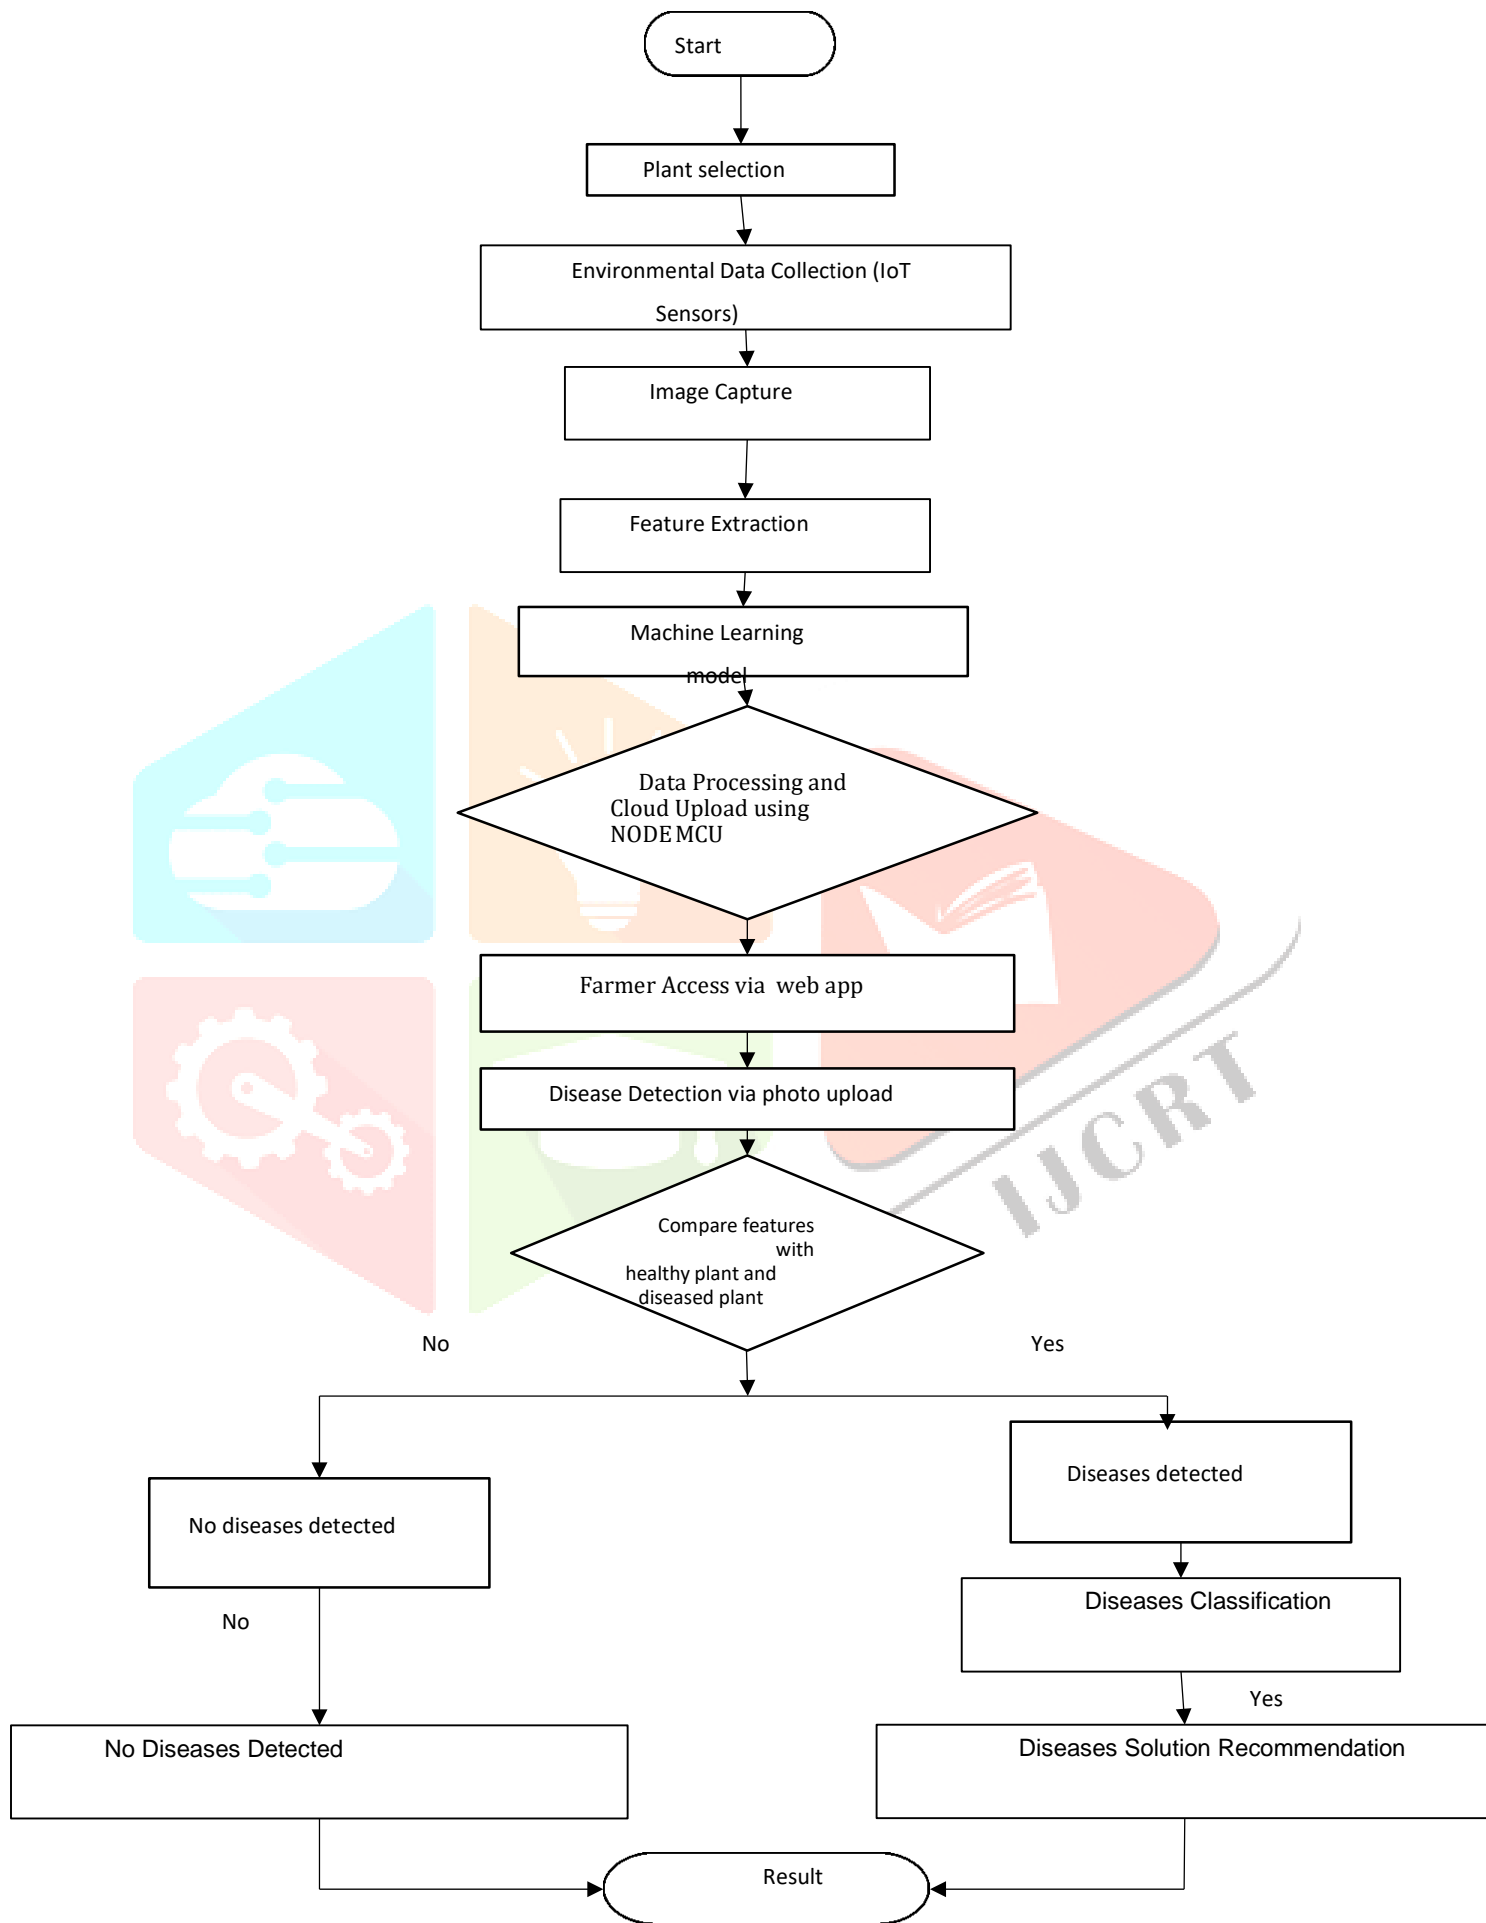 Start
Plant selection
Environmental Data Collection (IoT
Sensors)
Image Capture
Feature Extraction
Machine Learning
model
Data Processing and
Cloud Upload using
NODEMCU
Farmer Access via web app
Disease Detection via photo upload
IJCRT
Compare features
with
healthy plant and
diseased plant
No
Yes
Diseases detected
No diseases detected
Diseases Classification
No
Yes
No Diseases Detected
Diseases Solution Recommendation
Result